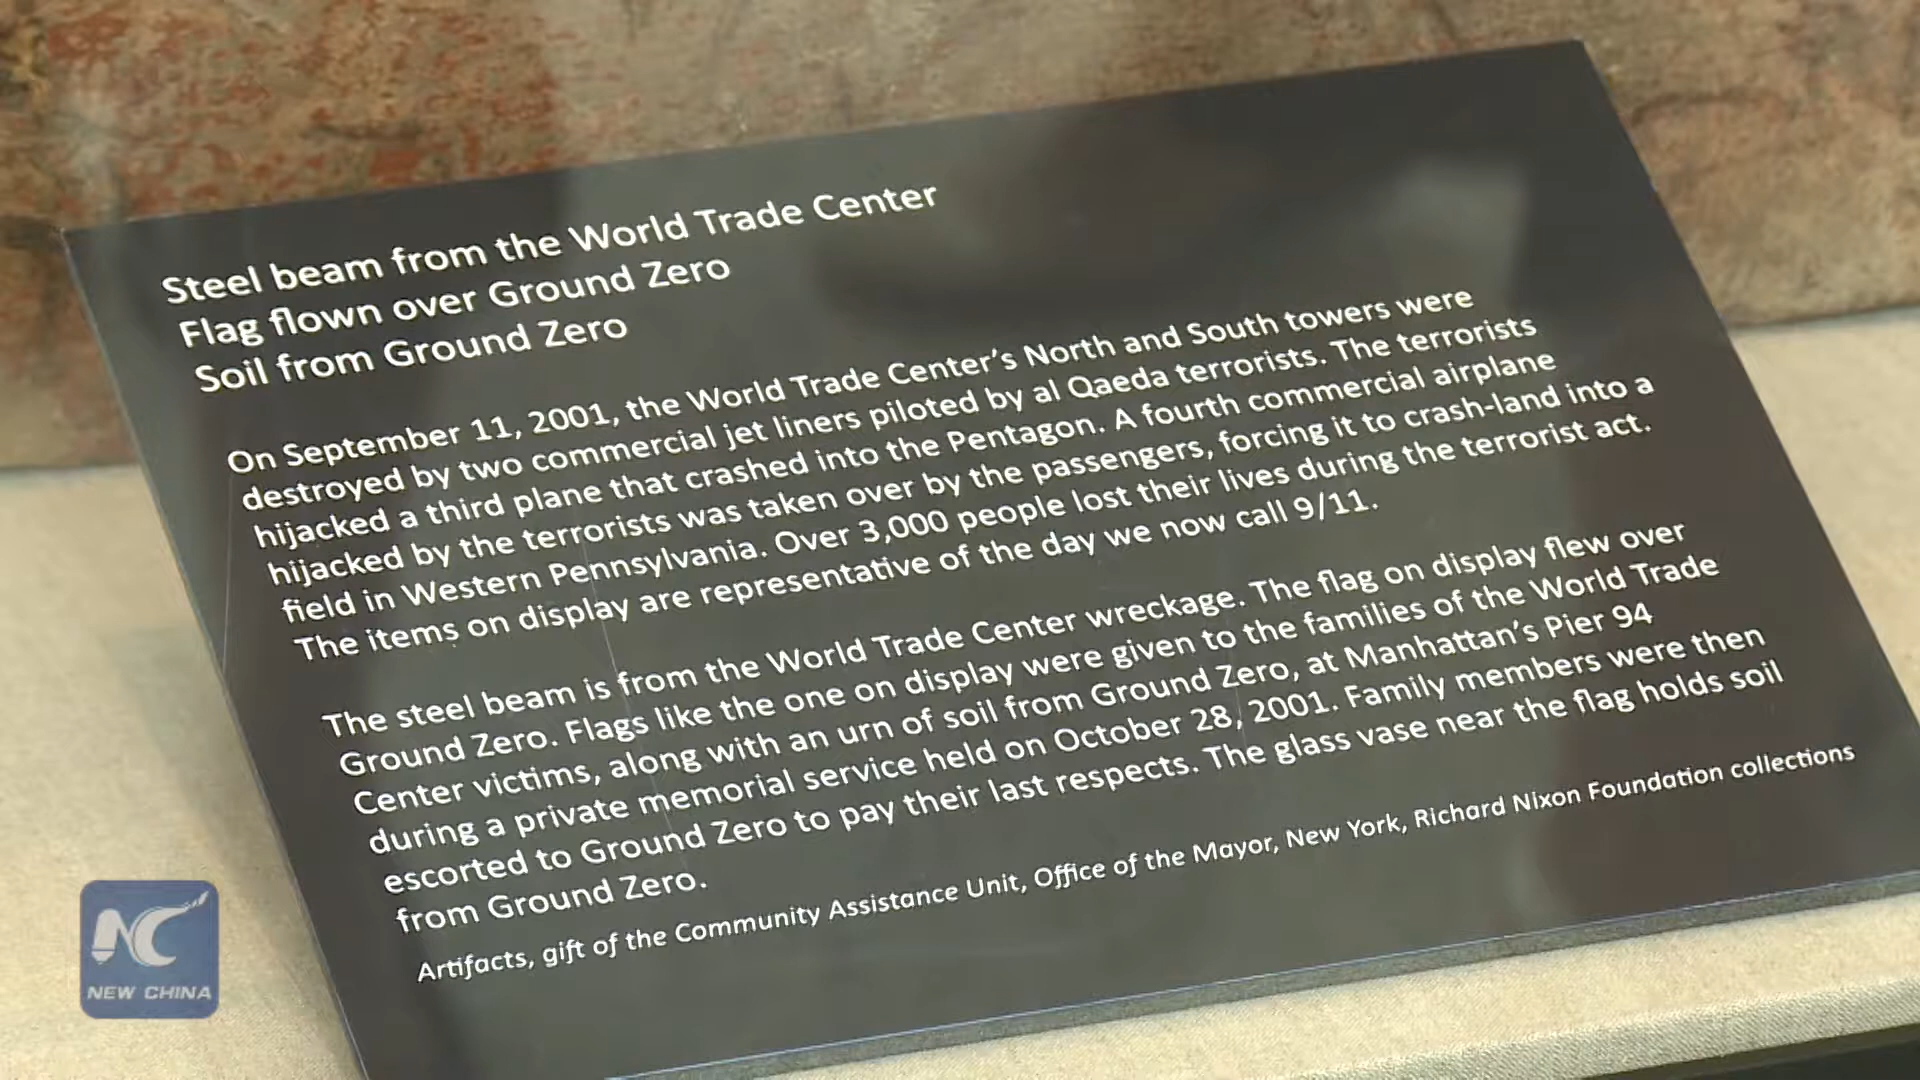 Steel beam from the World Trade Center
Flag flown over Ground Zero
Soil from Ground Zero
On September 11, 2001, the World Trade Center's North and South towers were
destroyed by two commercial jet liners piloted by al Qaeda terrorists. The terrorists
hijacked a third plane that crashed into the Pentagon. A fourth commercial airplane
hijacked by the terrorists was taken over by the passengers, forcing it to crash-land into a
field in Western Pennsylvania. Over 3,000 people lost their lives during the terrorist act.
The items on display are representative of the day we now call 9/11.
The steel beam is from the World Trade Center wreckage. The flag on display flew over
Ground Zero. Flags like the one on display were given to the families of the World Trade
Center victims, along with an urn of soil from Ground Zero, at Manhattan's Pier 94
during a private memorial service held on October 28, 2001. Family members were then
escorted to Ground Zero to pay their last respects. The glass vase near the flag holds soil
from Ground Zero.
Artifacts, gift of the Community Assistance Unit, Office of the Mayor, New York, Richard Nixon Foundation collections
NC
NEW CHINA